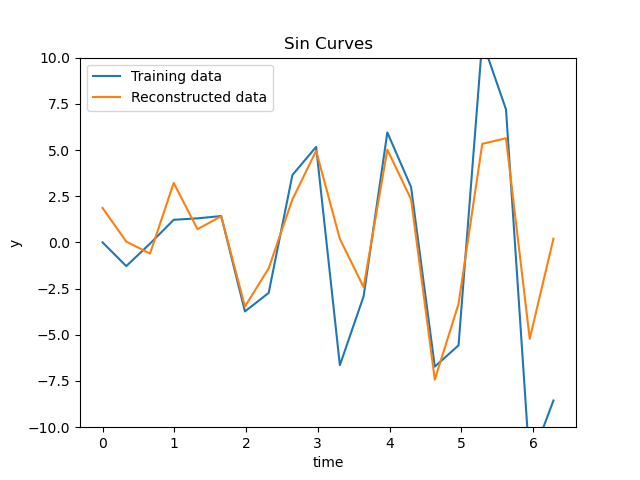 Sin Curves
Training data
Reconstructed data
10.0
7.5
5.0
2.5
0.0
−2.5
−5.0
−7.5
−10.0
y
0 1 2 3 4 5 6
time